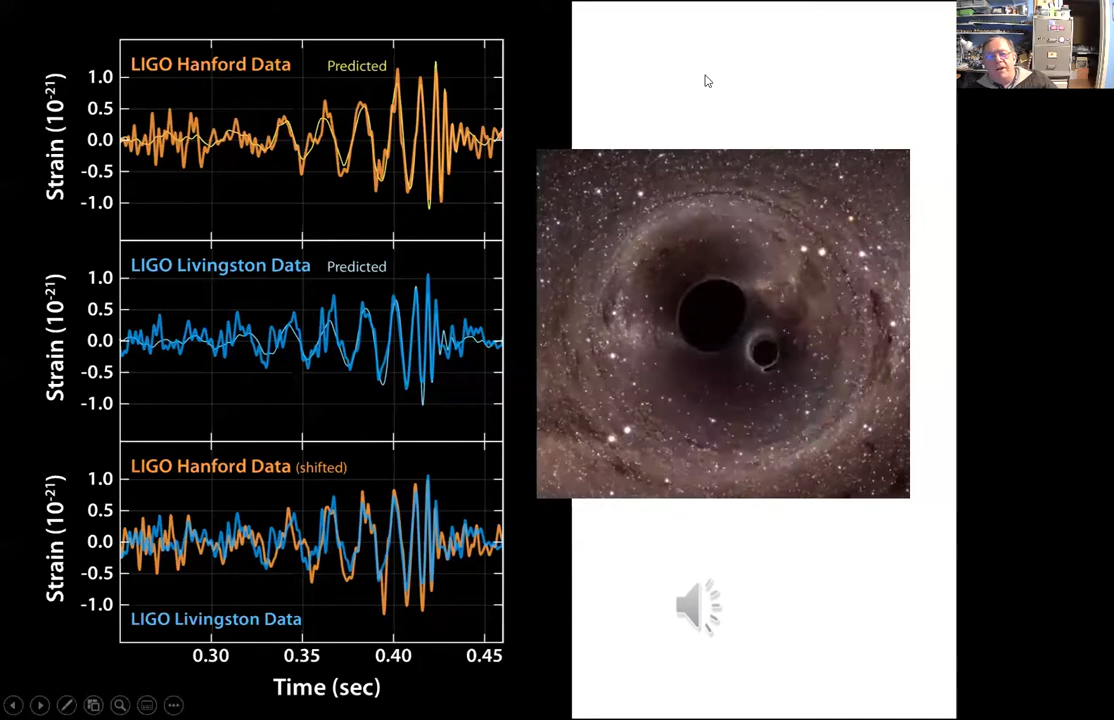 LIGO Hanford Data
Predicted
1.0
0.5
0.0
-0.5
-1.0
Strain (10-21)
LIGO Livingston Data
Predicted
1.0
0.5
0.0
-0.5
-1.0
Strain (10-21)
LIGO Hanford Data (shifted)
1.0
0.5
0.0
-0.5
-1.0
Strain (10-21)
LIGO Livingston Data
0.30 0.35 0.40 0.45
Time (sec)